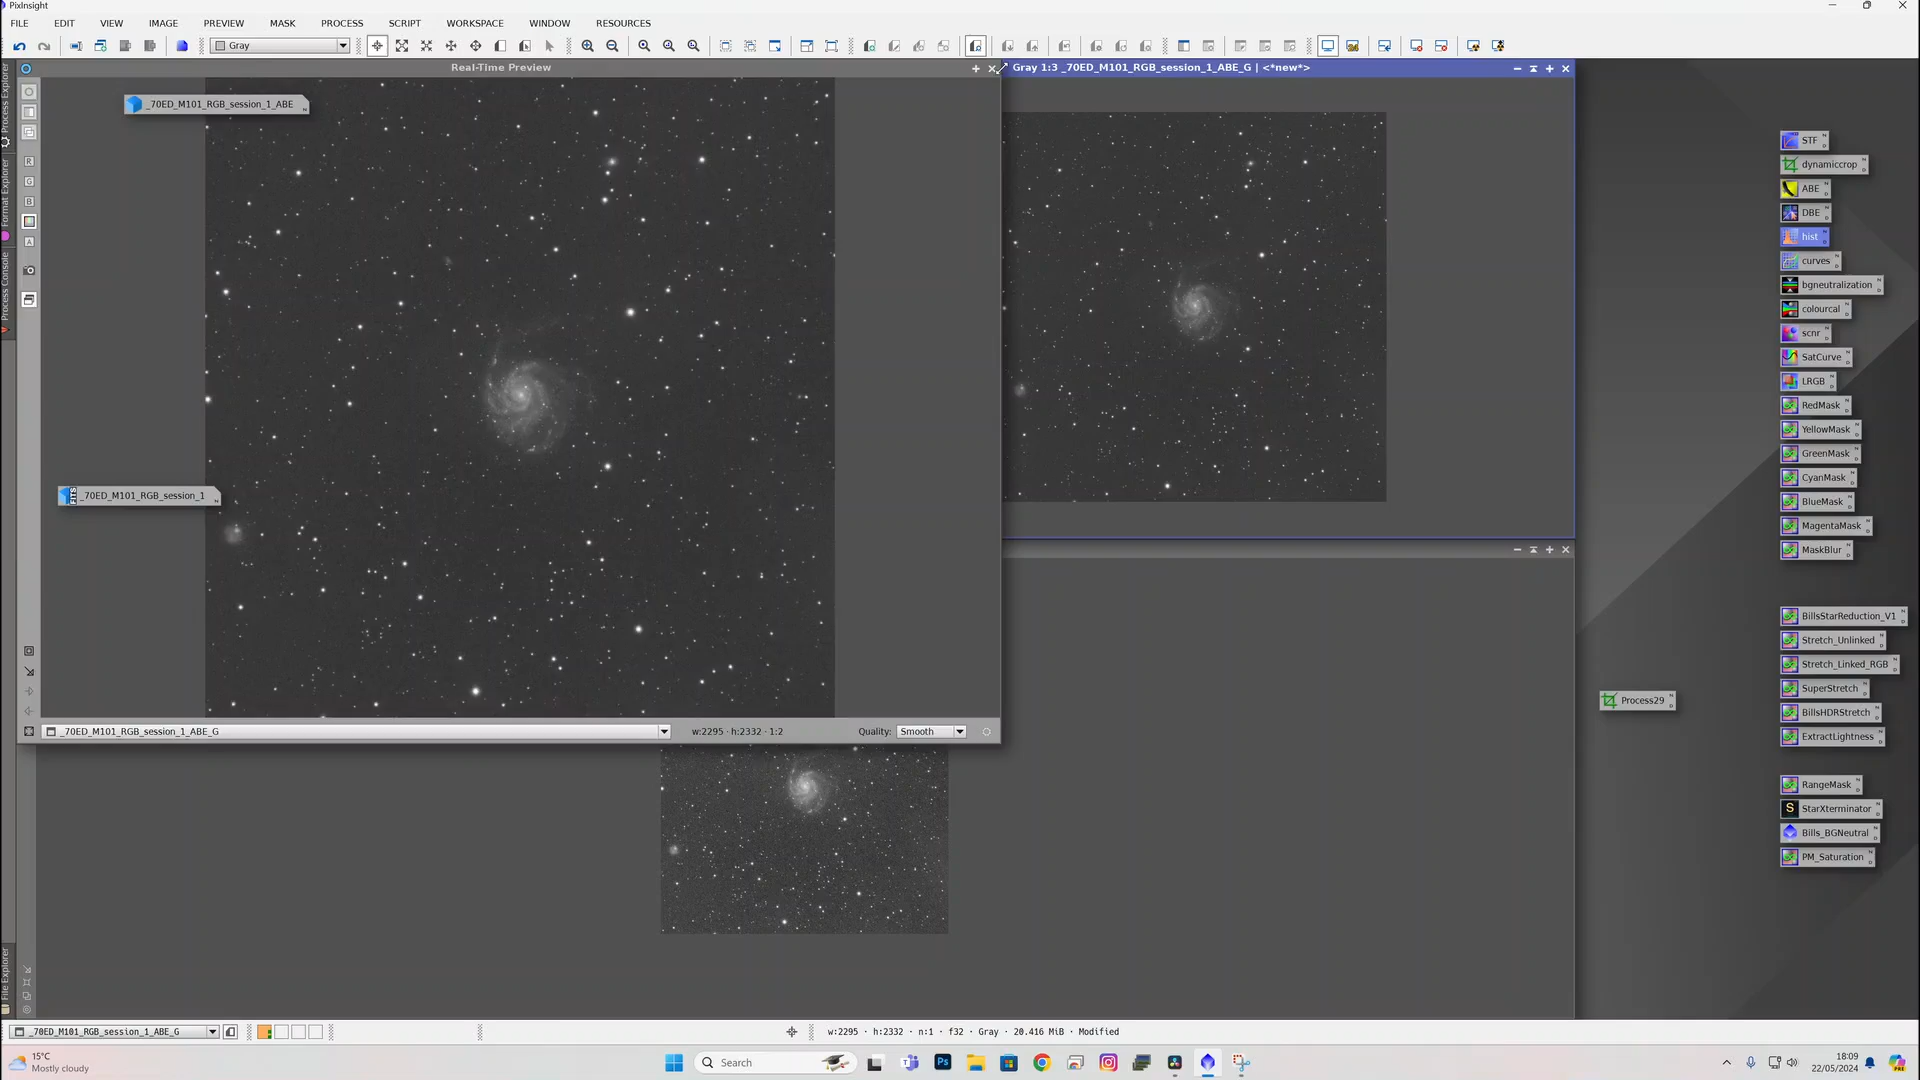 PixInsight
FILE EDIT VIEW IMAGE PREVIEW MASK PROCESS SCRIPT WORKSPACE WINDOW RESOURCES
Gray
Real-Time Preview
Gray 1:3 _70ED_M101_RGB_session_1_ABE_G | <*new*>
_70ED_M101_RGB_session_1_ABE
_70ED_M101_RGB_session_1
Process Explorer
Format Explorer
Process Console
File Explorer
R
G
B
A
STF
dynamiccrop
ABE
DBE
hist
curves
bgneutralization
colourcal
scnr
SatCurve
LRGB
RedMask
YellowMask
GreenMask
CyanMask
BlueMask
MagentaMask
MaskBlur
BillsStarReduction_V1
Stretch_Unlinked
Stretch_Linked_RGB
SuperStretch
BillsHDRStretch
ExtractLightness
RangeMask
StarXterminator
Bills_BGNeutral
PM_Saturation
Process29
_70ED_M101_RGB_session_1_ABE_G
w:2295 · h:2332 · 1:2
Quality: Smooth
_70ED_M101_RGB_session_1_ABE_G
w:2295 · h:2332 · n:1 · f32 · Gray · 20.416 MiB · Modified
15°C
Mostly cloudy
Search
18:09
22/05/2024